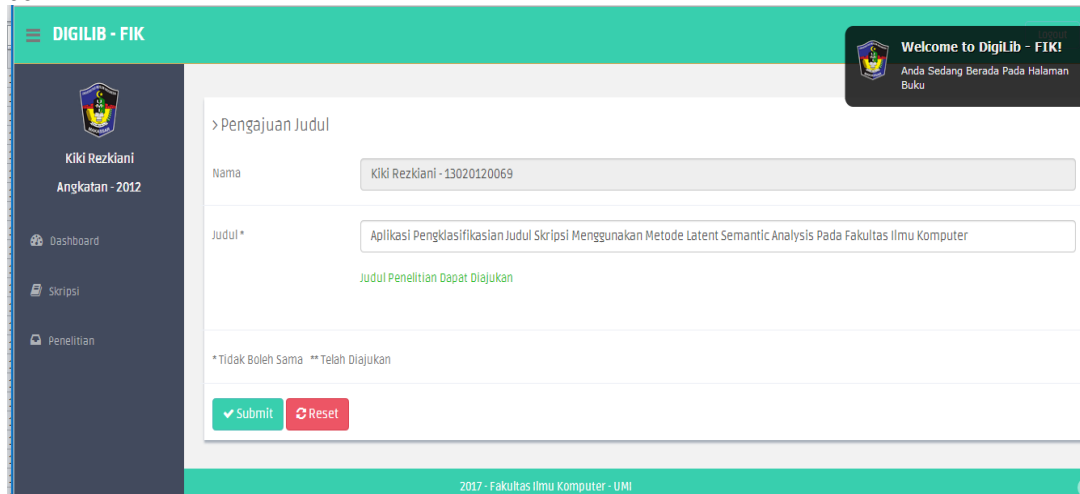 DIGILIB - FIK
Logout
Welcome to DigiLib - FIK!
Anda Sedang Berada Pada Halaman
Buku
Kiki Rezkiani
Angkatan - 2012
Dashboard
Skripsi
Penelitian
> Pengajuan Judul
Nama
Kiki Rezkiani - 13020120069
Judul *
Aplikasi Pengklasifikasian Judul Skripsi Menggunakan Metode Latent Semantic Analysis Pada Fakultas Ilmu Komputer
Judul Penelitian Dapat Diajukan
* Tidak Boleh Sama ** Telah Diajukan
Submit
Reset
2017 - Fakultas Ilmu Komputer - UMI